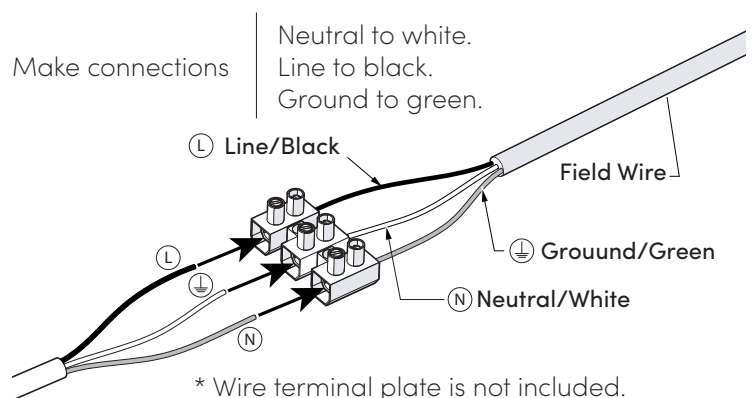 Make connections
Neutral to white.
Line to black.
Ground to green.
L Line/Black
Field Wire
⏚ Grouund/Green
L
⏚
N Neutral/White
N
* Wire terminal plate is not included.